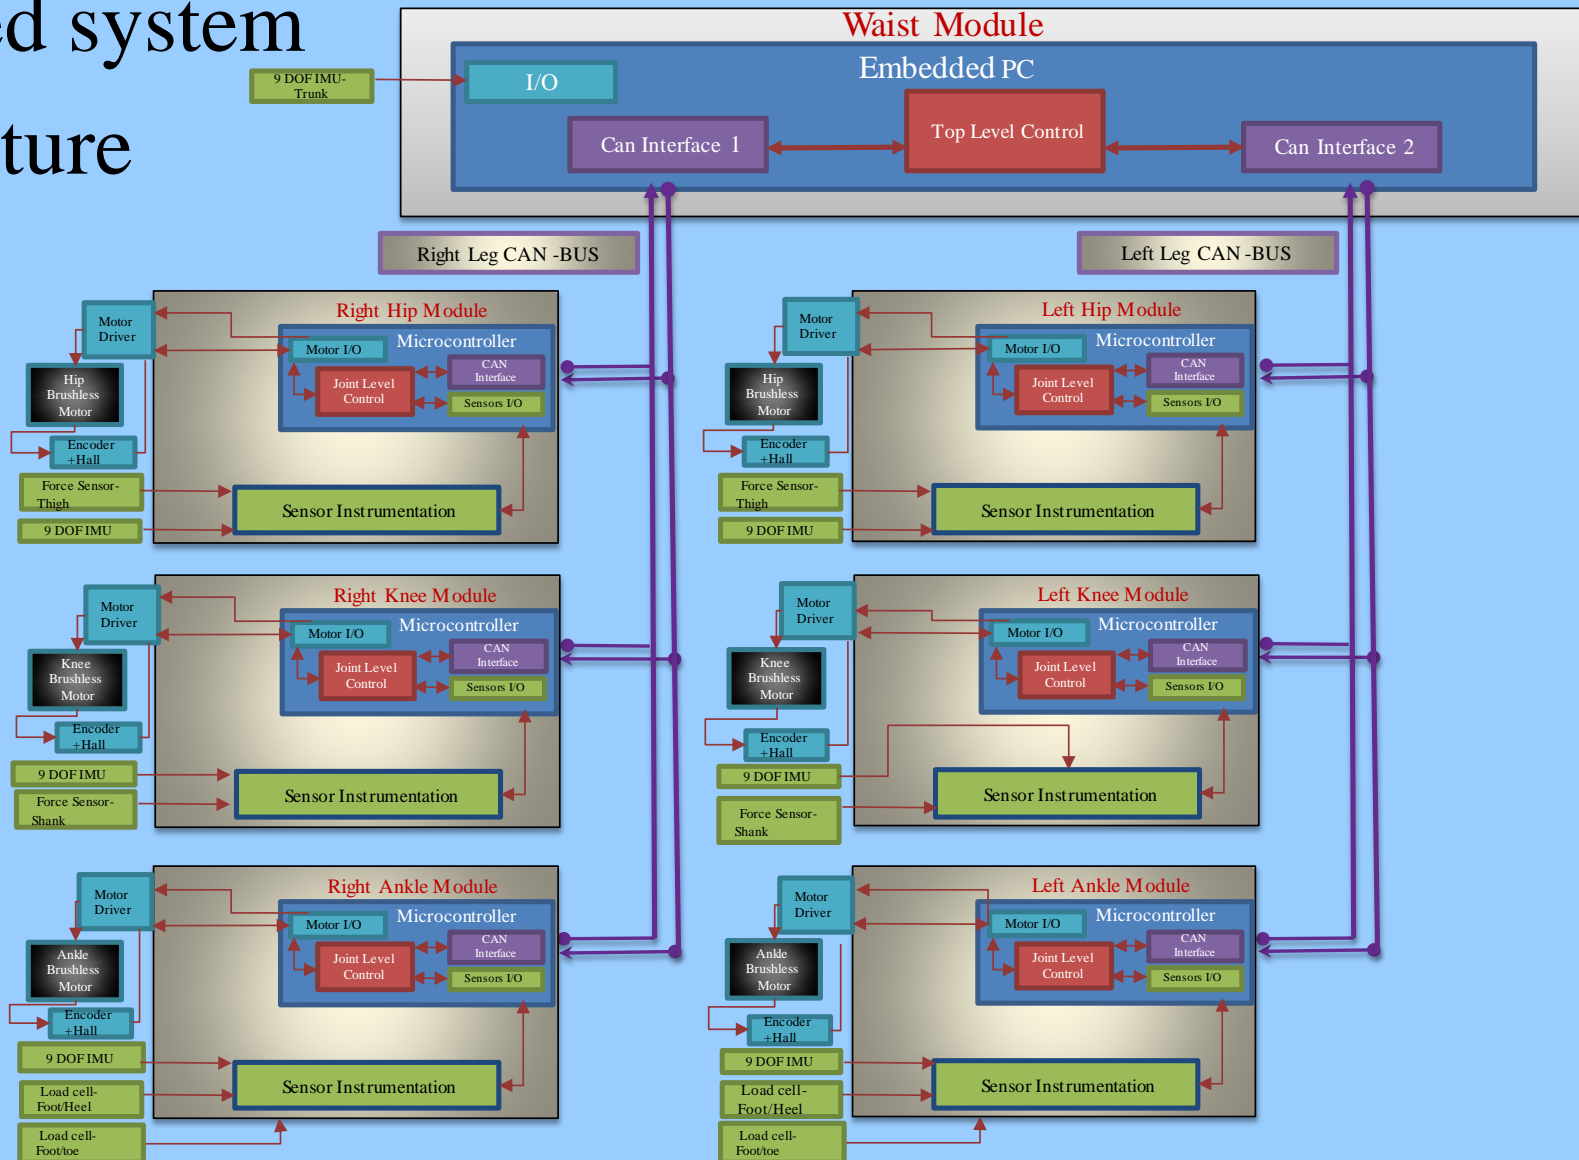 ed system
ture
Waist Module
Embedded PC
9 DOF IMU-
Trunk
I/O
Can Interface 1
Top Level Control
Can Interface 2
Right Leg CAN -BUS
Left Leg CAN -BUS
Right Hip Module
Microcontroller
Motor
Driver
Motor I/O
CAN
Interface
Joint Level
Control
Sensors I/O
Hip
Brushless
Motor
Encoder
+Hall
Force Sensor-
Thigh
9 DOF IMU
Sensor Instrumentation
Left Hip Module
Microcontroller
Motor
Driver
Motor I/O
CAN
Interface
Joint Level
Control
Sensors I/O
Hip
Brushless
Motor
Encoder
+Hall
Force Sensor-
Thigh
9 DOF IMU
Sensor Instrumentation
Right Knee Module
Microcontroller
Motor
Driver
Motor I/O
CAN
Interface
Joint Level
Control
Sensors I/O
Knee
Brushless
Motor
Encoder
+Hall
9 DOF IMU
Force Sensor-
Shank
Sensor Instrumentation
Left Knee Module
Microcontroller
Motor
Driver
Motor I/O
CAN
Interface
Joint Level
Control
Sensors I/O
Knee
Brushless
Motor
Encoder
+Hall
9 DOF IMU
Force Sensor-
Shank
Sensor Instrumentation
Right Ankle Module
Microcontroller
Motor
Driver
Motor I/O
CAN
Interface
Joint Level
Control
Sensors I/O
Ankle
Brushless
Motor
Encoder
+Hall
9 DOF IMU
Load cell-
Foot/Heel
Load cell-
Foot/toe
Sensor Instrumentation
Left Ankle Module
Microcontroller
Motor
Driver
Motor I/O
CAN
Interface
Joint Level
Control
Sensors I/O
Ankle
Brushless
Motor
Encoder
+Hall
9 DOF IMU
Load cell-
Foot/Heel
Load cell-
Foot/toe
Sensor Instrumentation